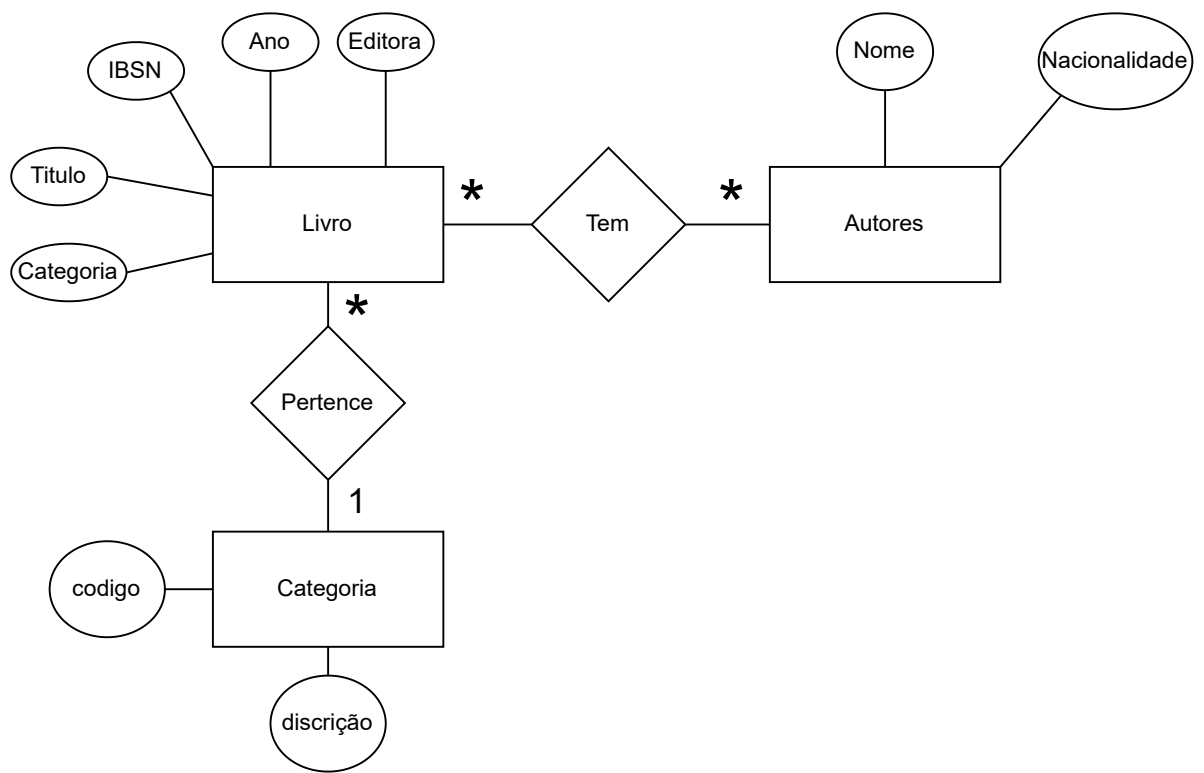 Ano
Editora
Nome
Nacionalidade
IBSN
Titulo
*
*
Livro
Tem
Autores
Categoria
*
Pertence
1
codigo
Categoria
discrição